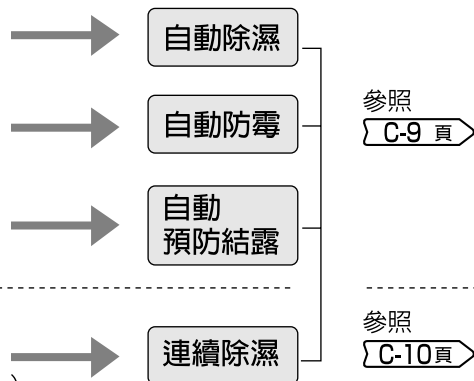 自動除濕
自動防霉
參照
C-9 頁
自動
預防結露
連續除濕
參照
C-10頁